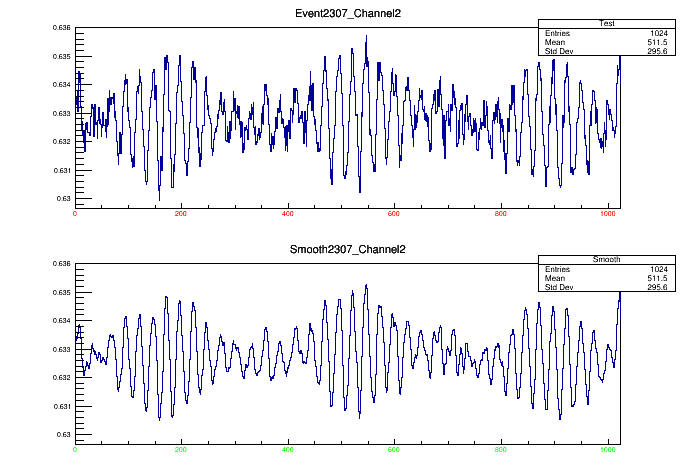 Event2307_Channel2
Test
Entries 1024
Mean 511.5
Std Dev 295.6
0.636
0.635
0.634
0.633
0.632
0.631
0.63
0 200 400 600 800 1000
Smooth2307_Channel2
Smooth
Entries 1024
Mean 511.5
Std Dev 295.6
0.636
0.635
0.634
0.633
0.632
0.631
0.63
0 200 400 600 800 1000